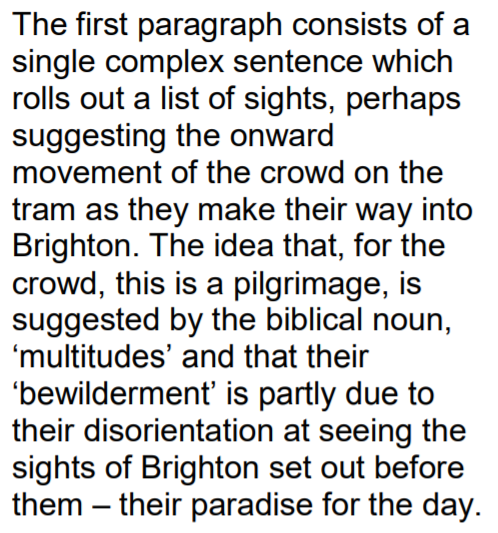 The first paragraph consists of a
single complex sentence which
rolls out a list of sights, perhaps
suggesting the onward
movement of the crowd on the
tram as they make their way into
Brighton. The idea that, for the
crowd, this is a pilgrimage, is
suggested by the biblical noun,
‘multitudes’ and that their
‘bewilderment’ is partly due to
their disorientation at seeing the
sights of Brighton set out before
them – their paradise for the day.